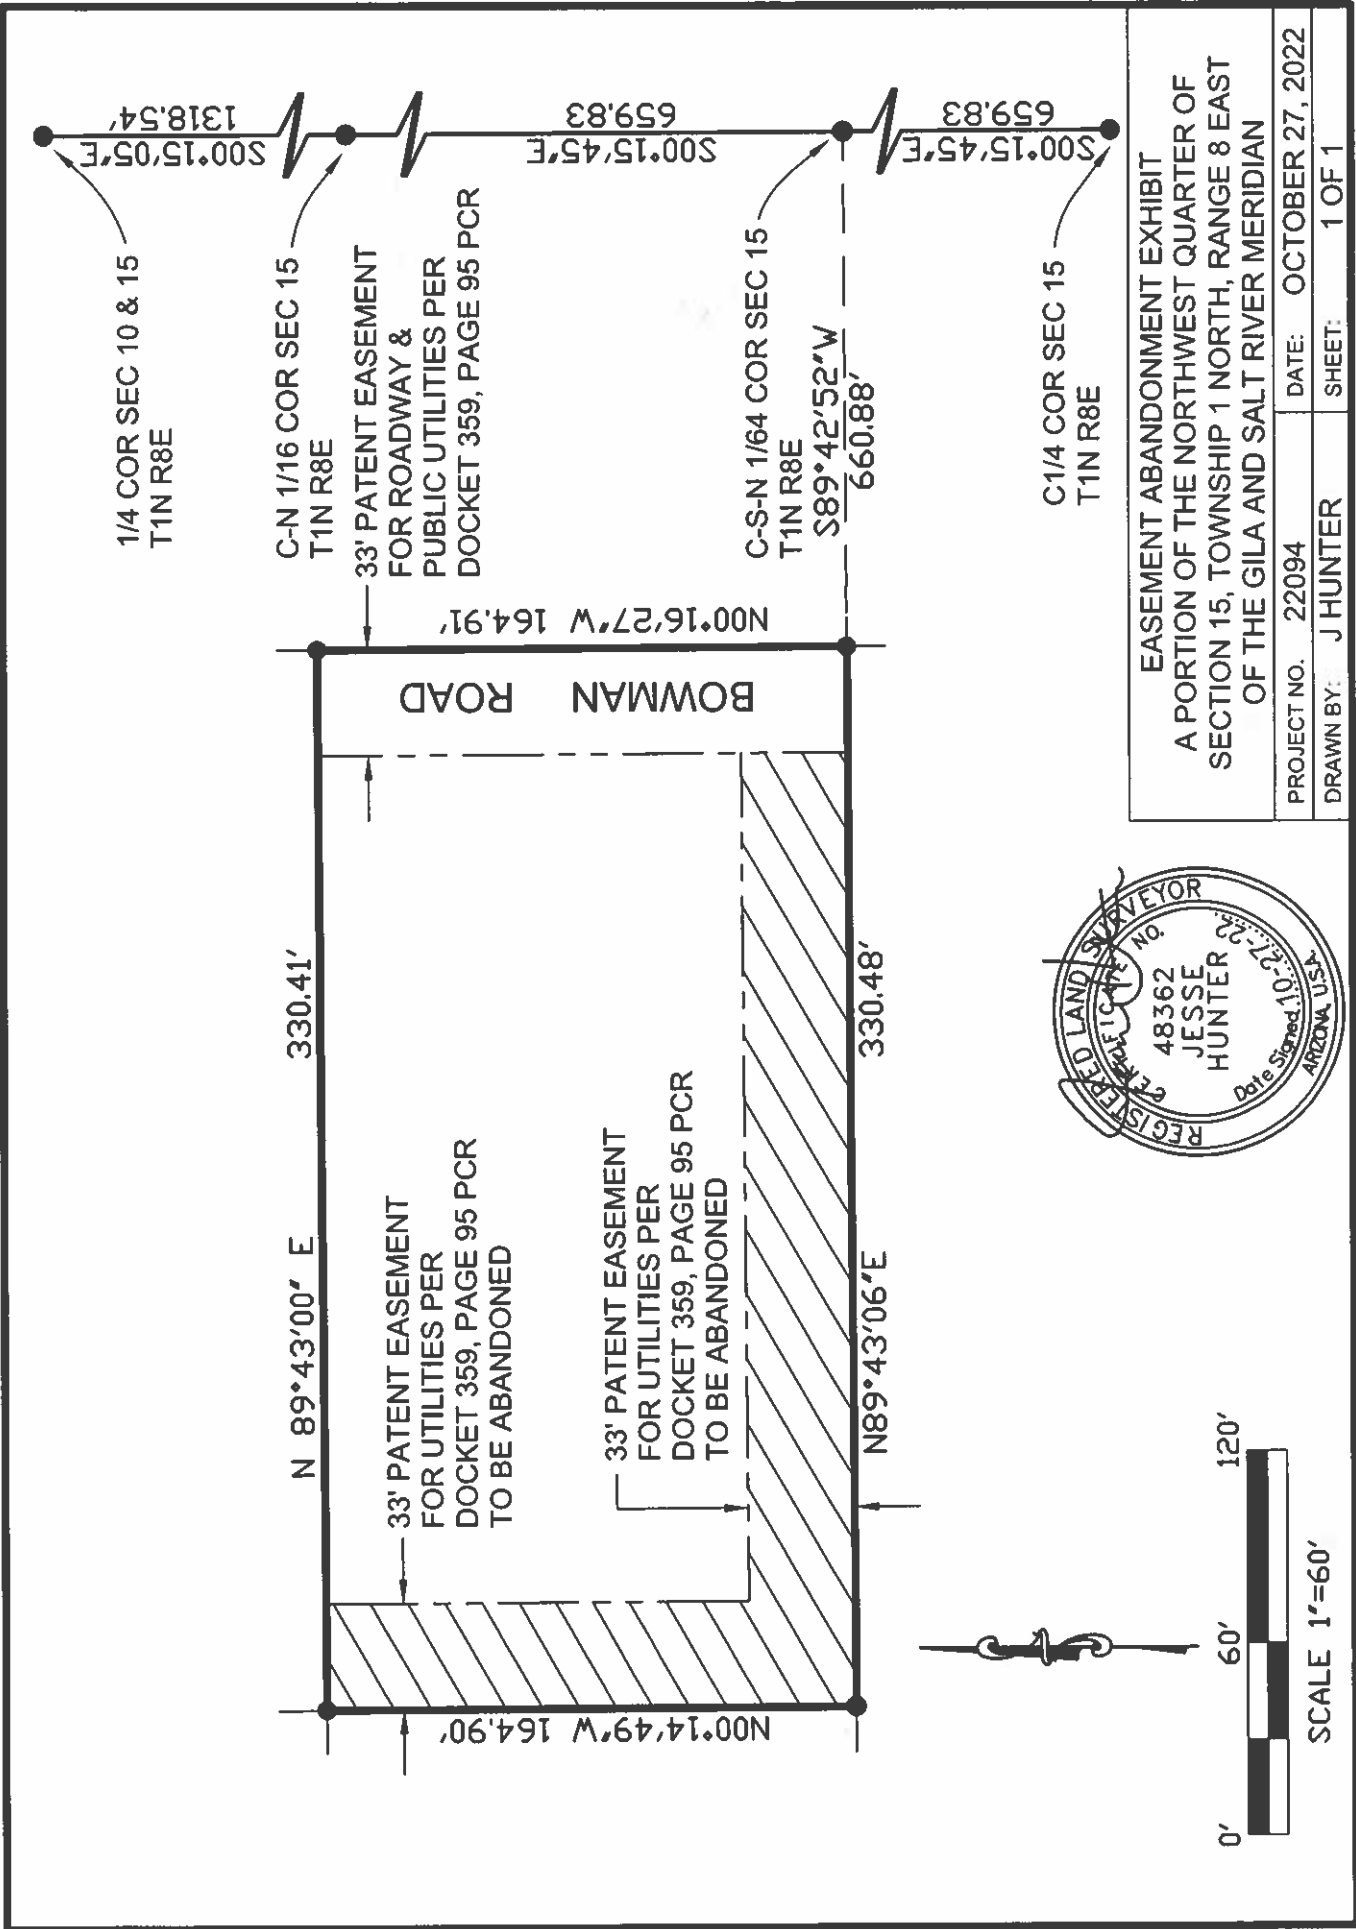 1/4 COR SEC 10 & 15
T1N R8E
S00°15'05"E
1318.54'
C-N 1/16 COR SEC 15
T1N R8E
33' PATENT EASEMENT
FOR ROADWAY &
PUBLIC UTILITIES PER
DOCKET 359, PAGE 95 PCR
S00°15'45"E
659.83
C-S-N 1/64 COR SEC 15
T1N R8E
S89°42'52"W
660.88'
S00°15'45"E
659.83
C1/4 COR SEC 15
T1N R8E
N 89°43'00" E 330.41'
N00°16'27"W 164.91'
BOWMAN ROAD
33' PATENT EASEMENT
FOR UTILITIES PER
DOCKET 359, PAGE 95 PCR
TO BE ABANDONED
33' PATENT EASEMENT
FOR UTILITIES PER
DOCKET 359, PAGE 95 PCR
TO BE ABANDONED
N00°14'49"W 164.90'
N89°43'06"E 330.48'
0' 60' 120'
SCALE 1"=60'
REGISTERED LAND SURVEYOR
CERTIFICATE NO.
48362
JESSE
HUNTER
Date Signed 10-27-22
ARIZONA, U.S.A.
EASEMENT ABANDONMENT EXHIBIT
A PORTION OF THE NORTHWEST QUARTER OF
SECTION 15, TOWNSHIP 1 NORTH, RANGE 8 EAST
OF THE GILA AND SALT RIVER MERIDIAN
PROJECT NO. 22094 DATE: OCTOBER 27, 2022
DRAWN BY: J HUNTER SHEET: 1 OF 1